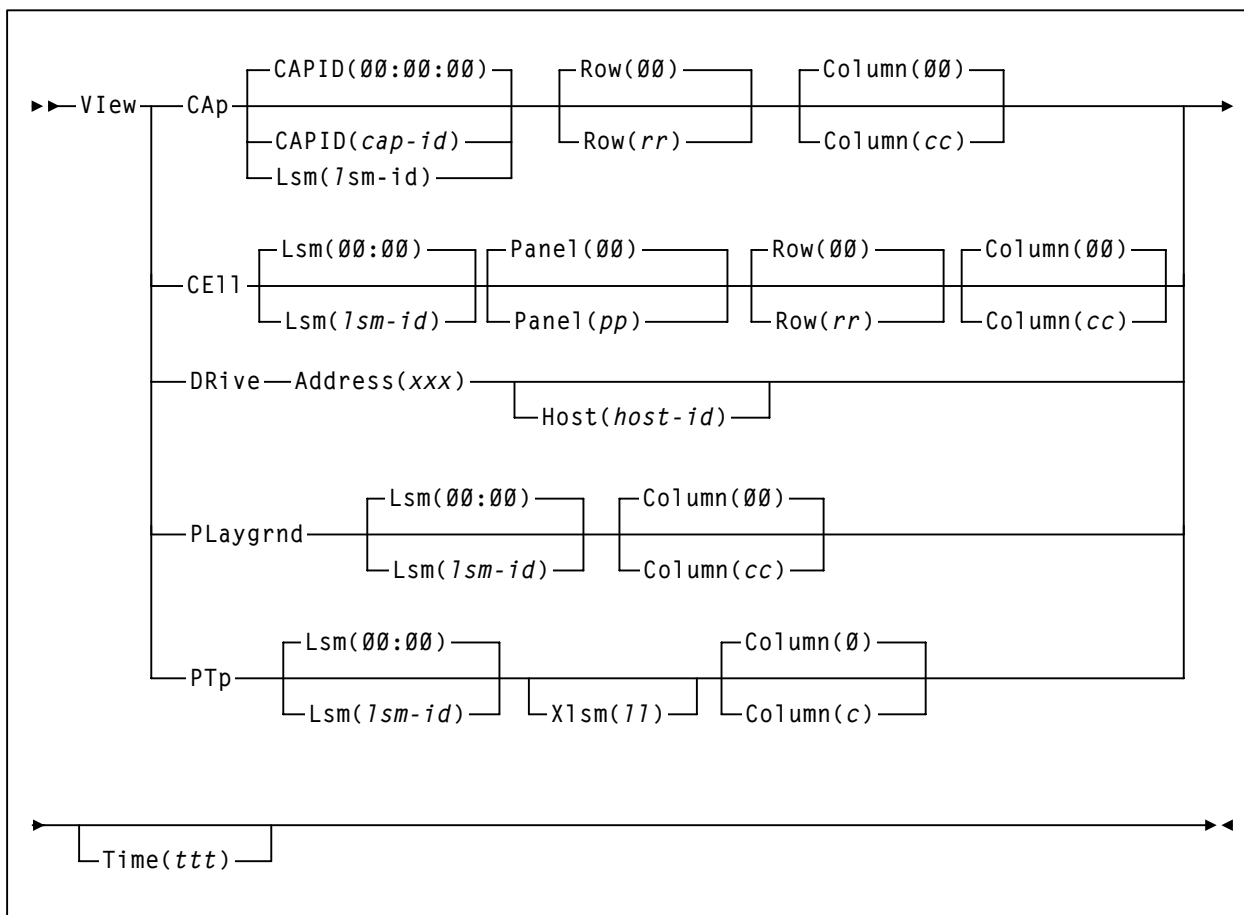 CAPID(00:00:00) Row(00) Column(00)
VIew CAp
CAPID(cap-id) Row(rr) Column(cc)
Lsm(lsm-id)
Lsm(00:00) Panel(00) Row(00) Column(00)
CEll
Lsm(lsm-id) Panel(pp) Row(rr) Column(cc)
DRive Address(xxx)
Host(host-id)
Lsm(00:00) Column(00)
PLaygrnd
Lsm(lsm-id) Column(cc)
Lsm(00:00) Column(0)
PTp
Lsm(lsm-id) Xlsm(ll) Column(c)
Time(ttt)